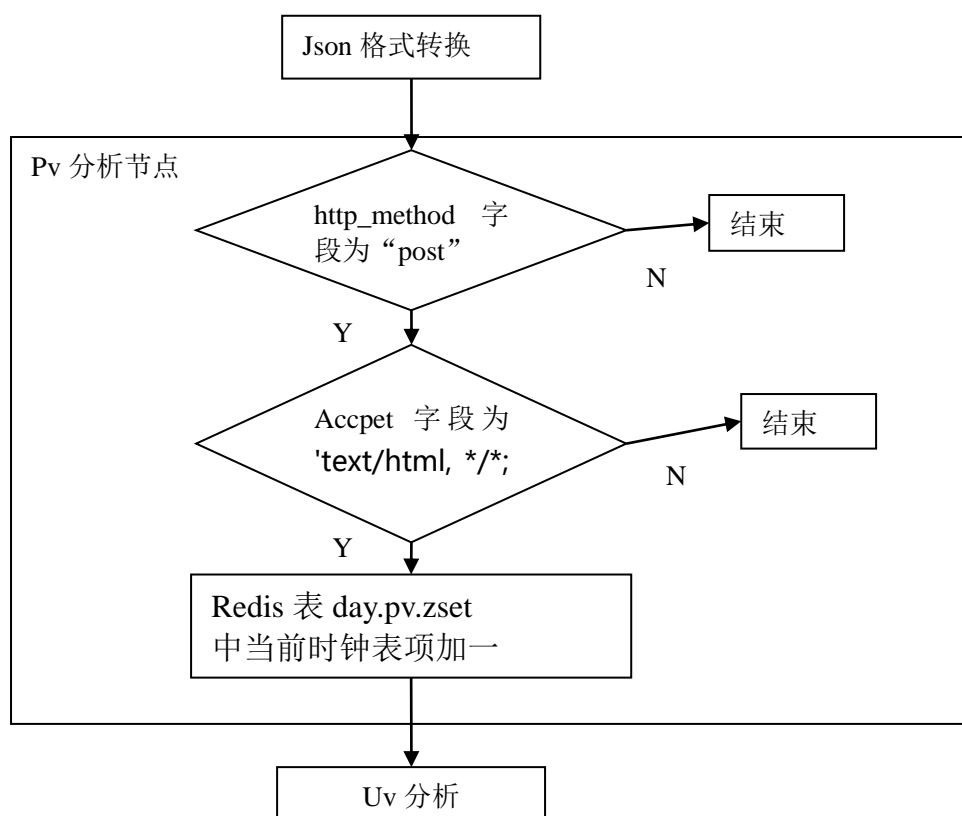 Json 格式转换
Pv 分析节点
http_method 字
段为“post”
结束
N
Y
Accpet 字段为
'text/html, */*;
结束
N
Y
Redis 表 day.pv.zset
中当前时钟表项加一
Uv 分析